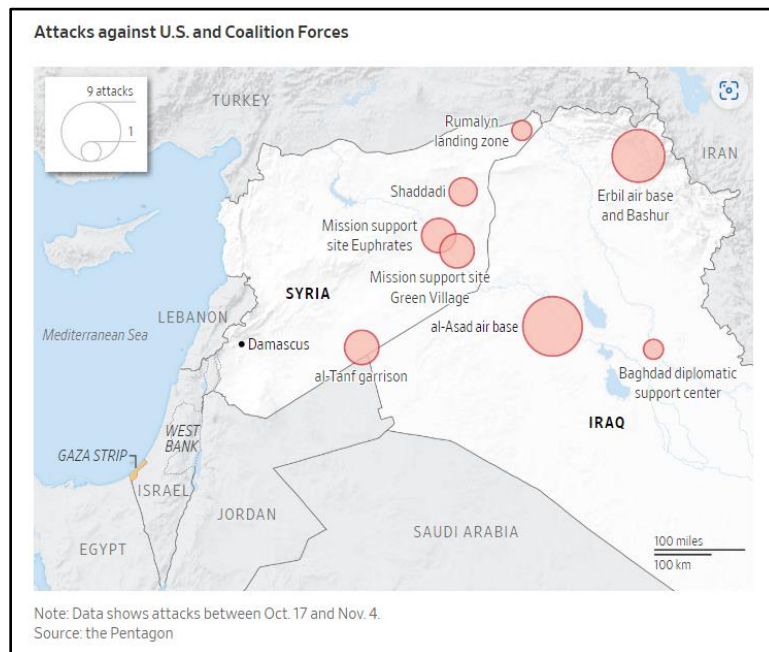 Attacks against U.S. and Coalition Forces
9 attacks
1
TURKEY
Rumalyn
landing zone
IRAN
Shaddadi
Erbil air base
and Bashur
Mission support
site Euphrates
Mission support site
Green Village
SYRIA
LEBANON
al-Asad air base
Mediterranean Sea
Damascus
al-Tanf garrison
Baghdad diplomatic
support center
IRAQ
WEST
BANK
GAZA STRIP
ISRAEL
JORDAN
SAUDI ARABIA
EGYPT
100 miles
100 km
Note: Data shows attacks between Oct. 17 and Nov. 4.
Source: the Pentagon